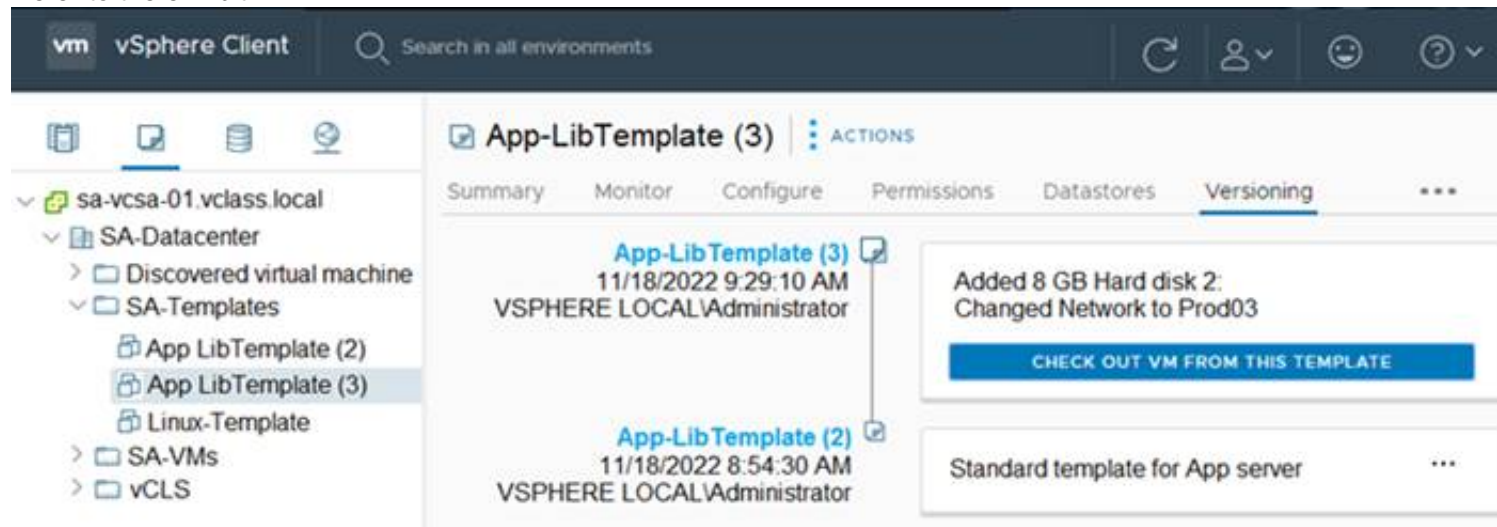 vm vSphere Client Search in all environments
App-LibTemplate (3) ACTIONS
Summary Monitor Configure Permissions Datastores Versioning ...
sa-vcsa-01.vclass.local
SA-Datacenter
Discovered virtual machine
SA-Templates
App LibTemplate (2)
App LibTemplate (3)
Linux-Template
SA-VMs
vCLS
App-LibTemplate (3)
11/18/2022 9:29:10 AM
VSPHERE LOCAL\Administrator
Added 8 GB Hard disk 2:
Changed Network to Prod03
CHECK OUT VM FROM THIS TEMPLATE
App-LibTemplate (2)
11/18/2022 8:54:30 AM
VSPHERE LOCAL\Administrator
Standard template for App server ...